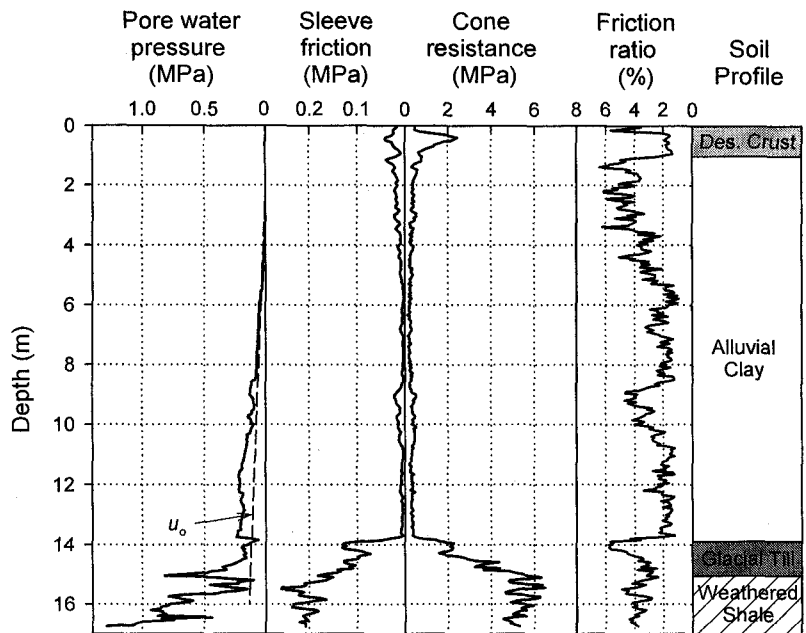 Pore water
pressure
(MPa)
Sleeve
friction
(MPa)
Cone
resistance
(MPa)
Friction
ratio
(%)
Soil
Profile
1.0 0.5 0
0.2 0.1 0
2 4 6 8
6 4 2 0
Depth (m)
0
2
4
6
8
10
12
14
16
u₀
Des. Crust
Alluvial
Clay
Glacial Till
Weathered
Shale